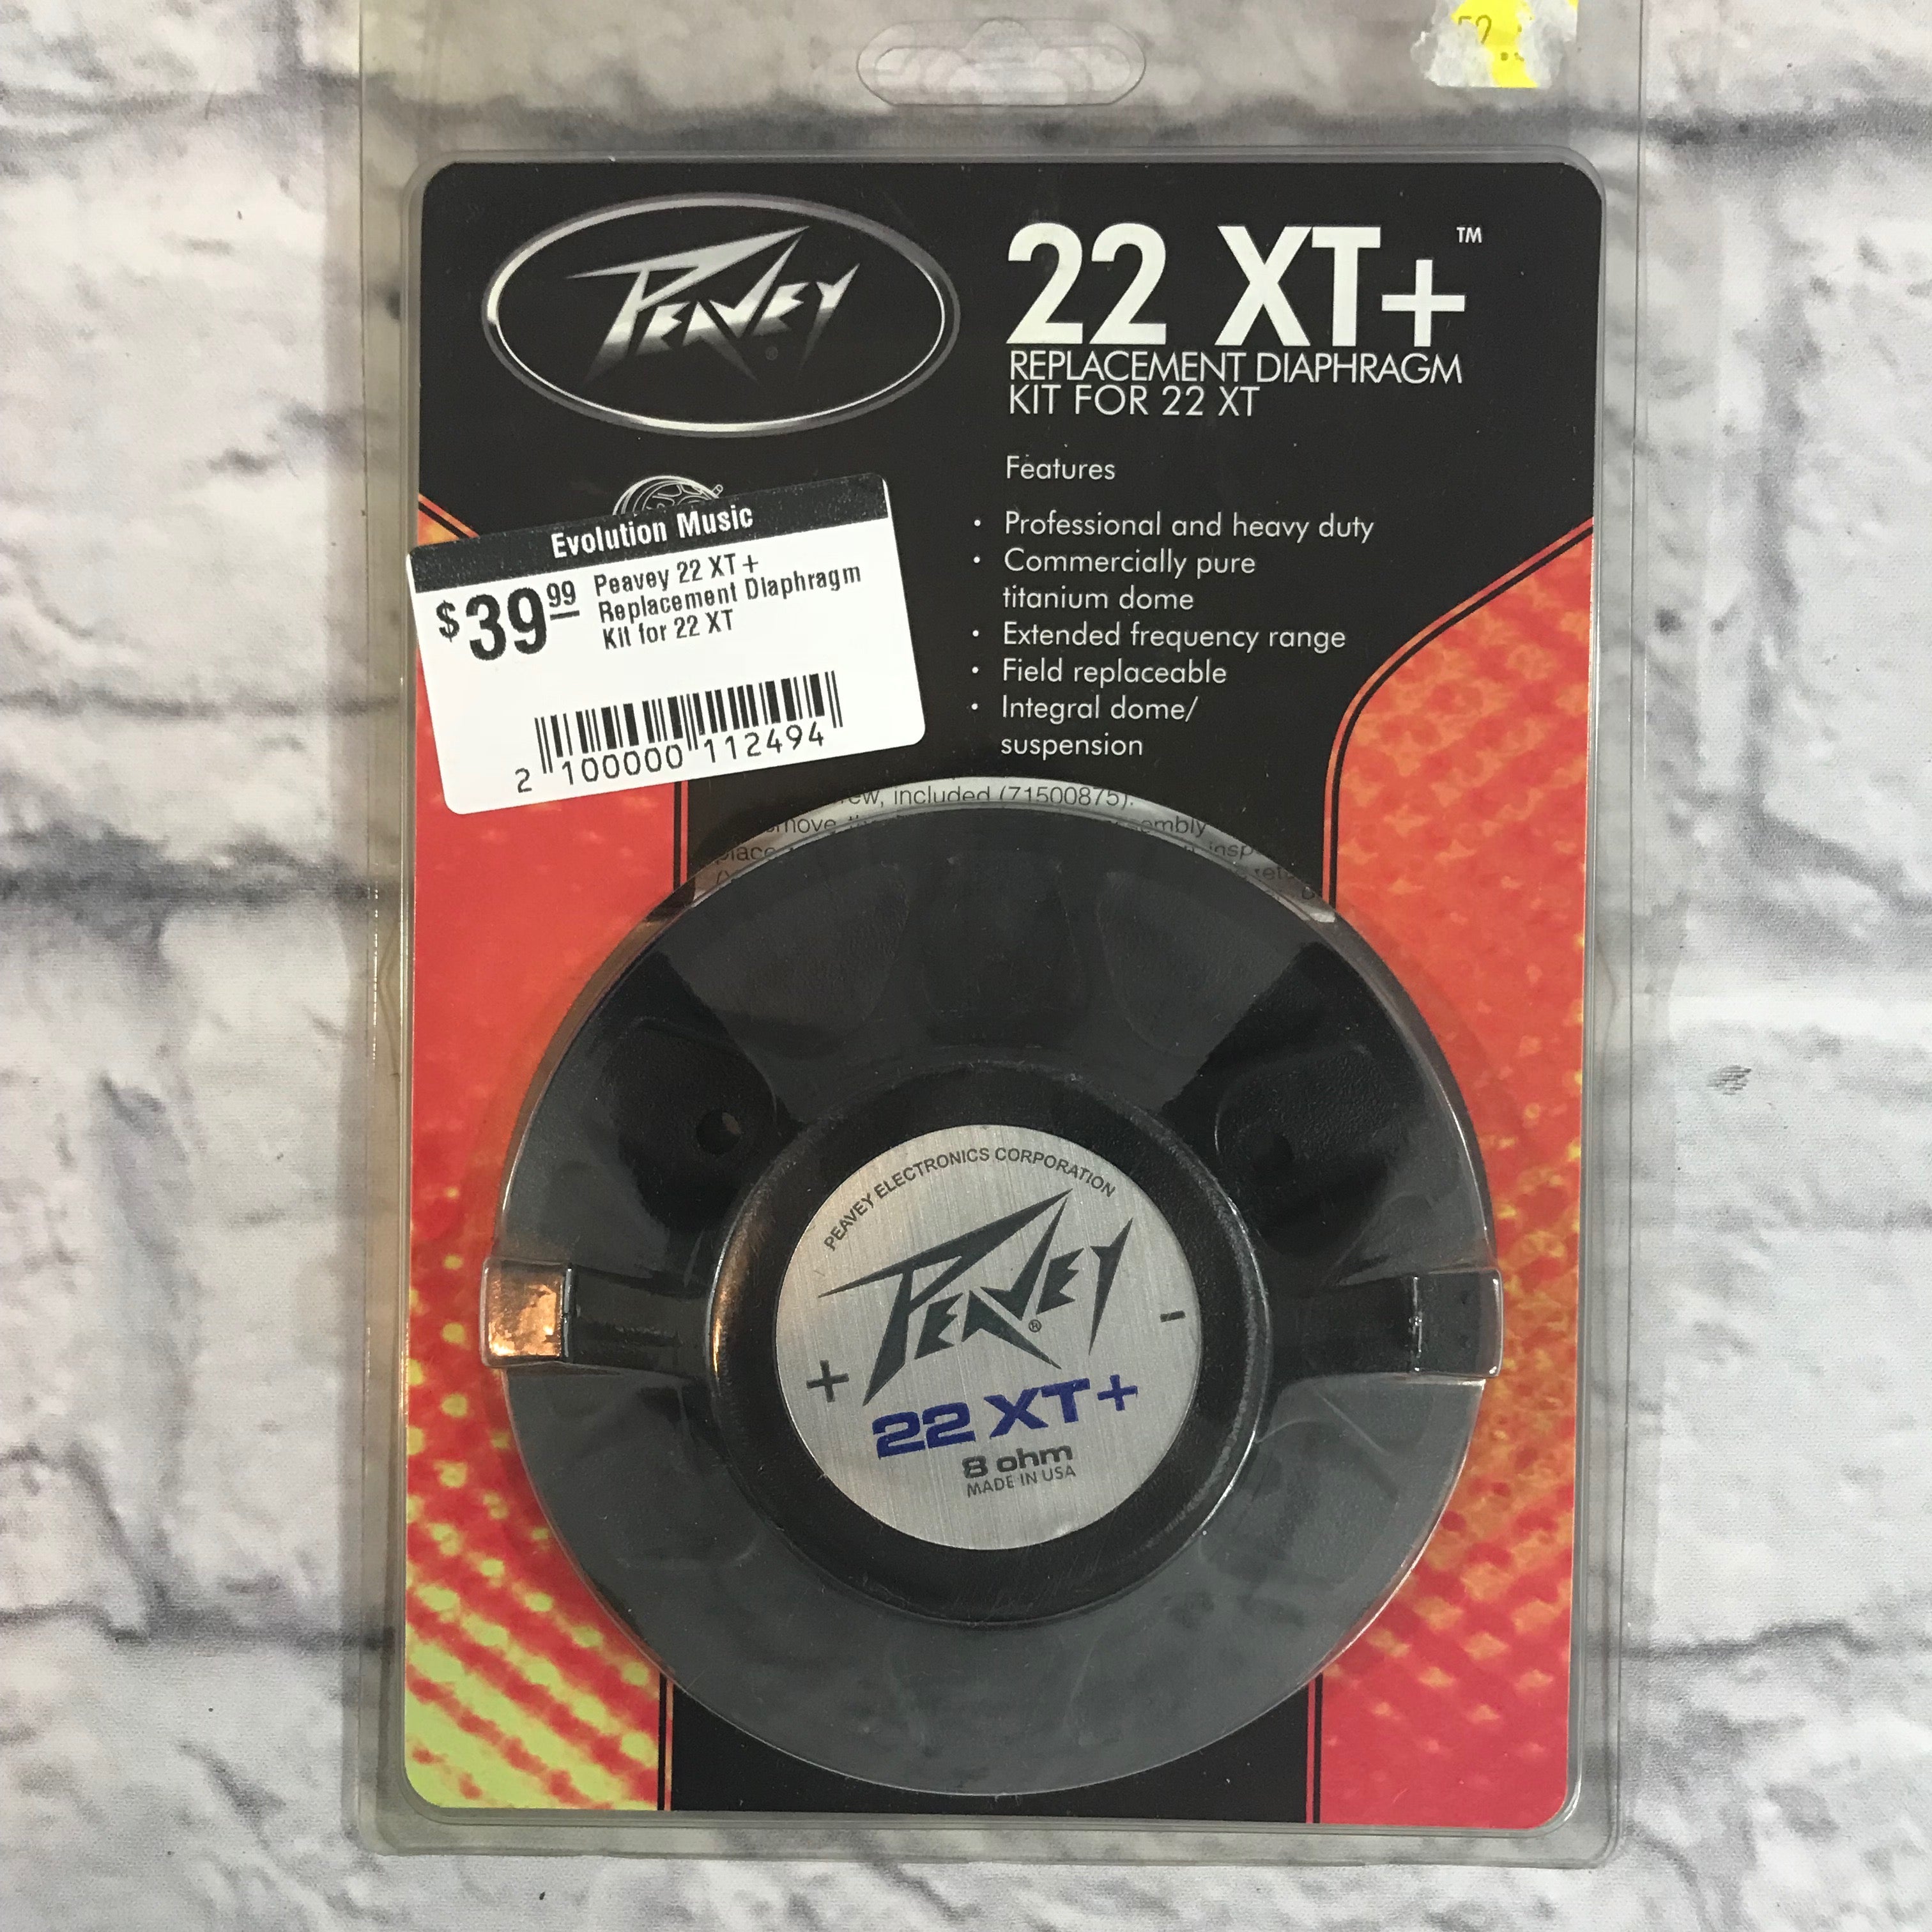 PEAVEY®
22 XT+™
REPLACEMENT DIAPHRAGM
KIT FOR 22 XT
Features
• Professional and heavy duty
• Commercially pure
titanium dome
• Extended frequency range
• Field replaceable
• Integral dome/
suspension
Evolution Music
$39.99
Peavey 22 XT+
Replacement Diaphragm
Kit for 22 XT
2 100000 112494
included (71500875).
PEAVEY ELECTRONICS CORPORATION
PEAVEY®
+ -
22 XT+
8 ohm
MADE IN USA